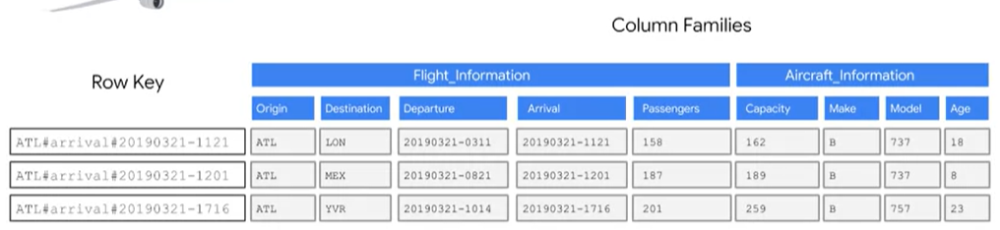 Column Families
Row Key
Flight_Information Aircraft_Information
Origin Destination Departure Arrival Passengers Capacity Make Model Age
ATL#arrival#20190321-1121 ATL LON 20190321-0311 20190321-1121 158 162 B 737 18
ATL#arrival#20190321-1201 ATL MEX 20190321-0821 20190321-1201 187 189 B 737 8
ATL#arrival#20190321-1716 ATL YVR 20190321-1014 20190321-1716 201 259 B 757 23